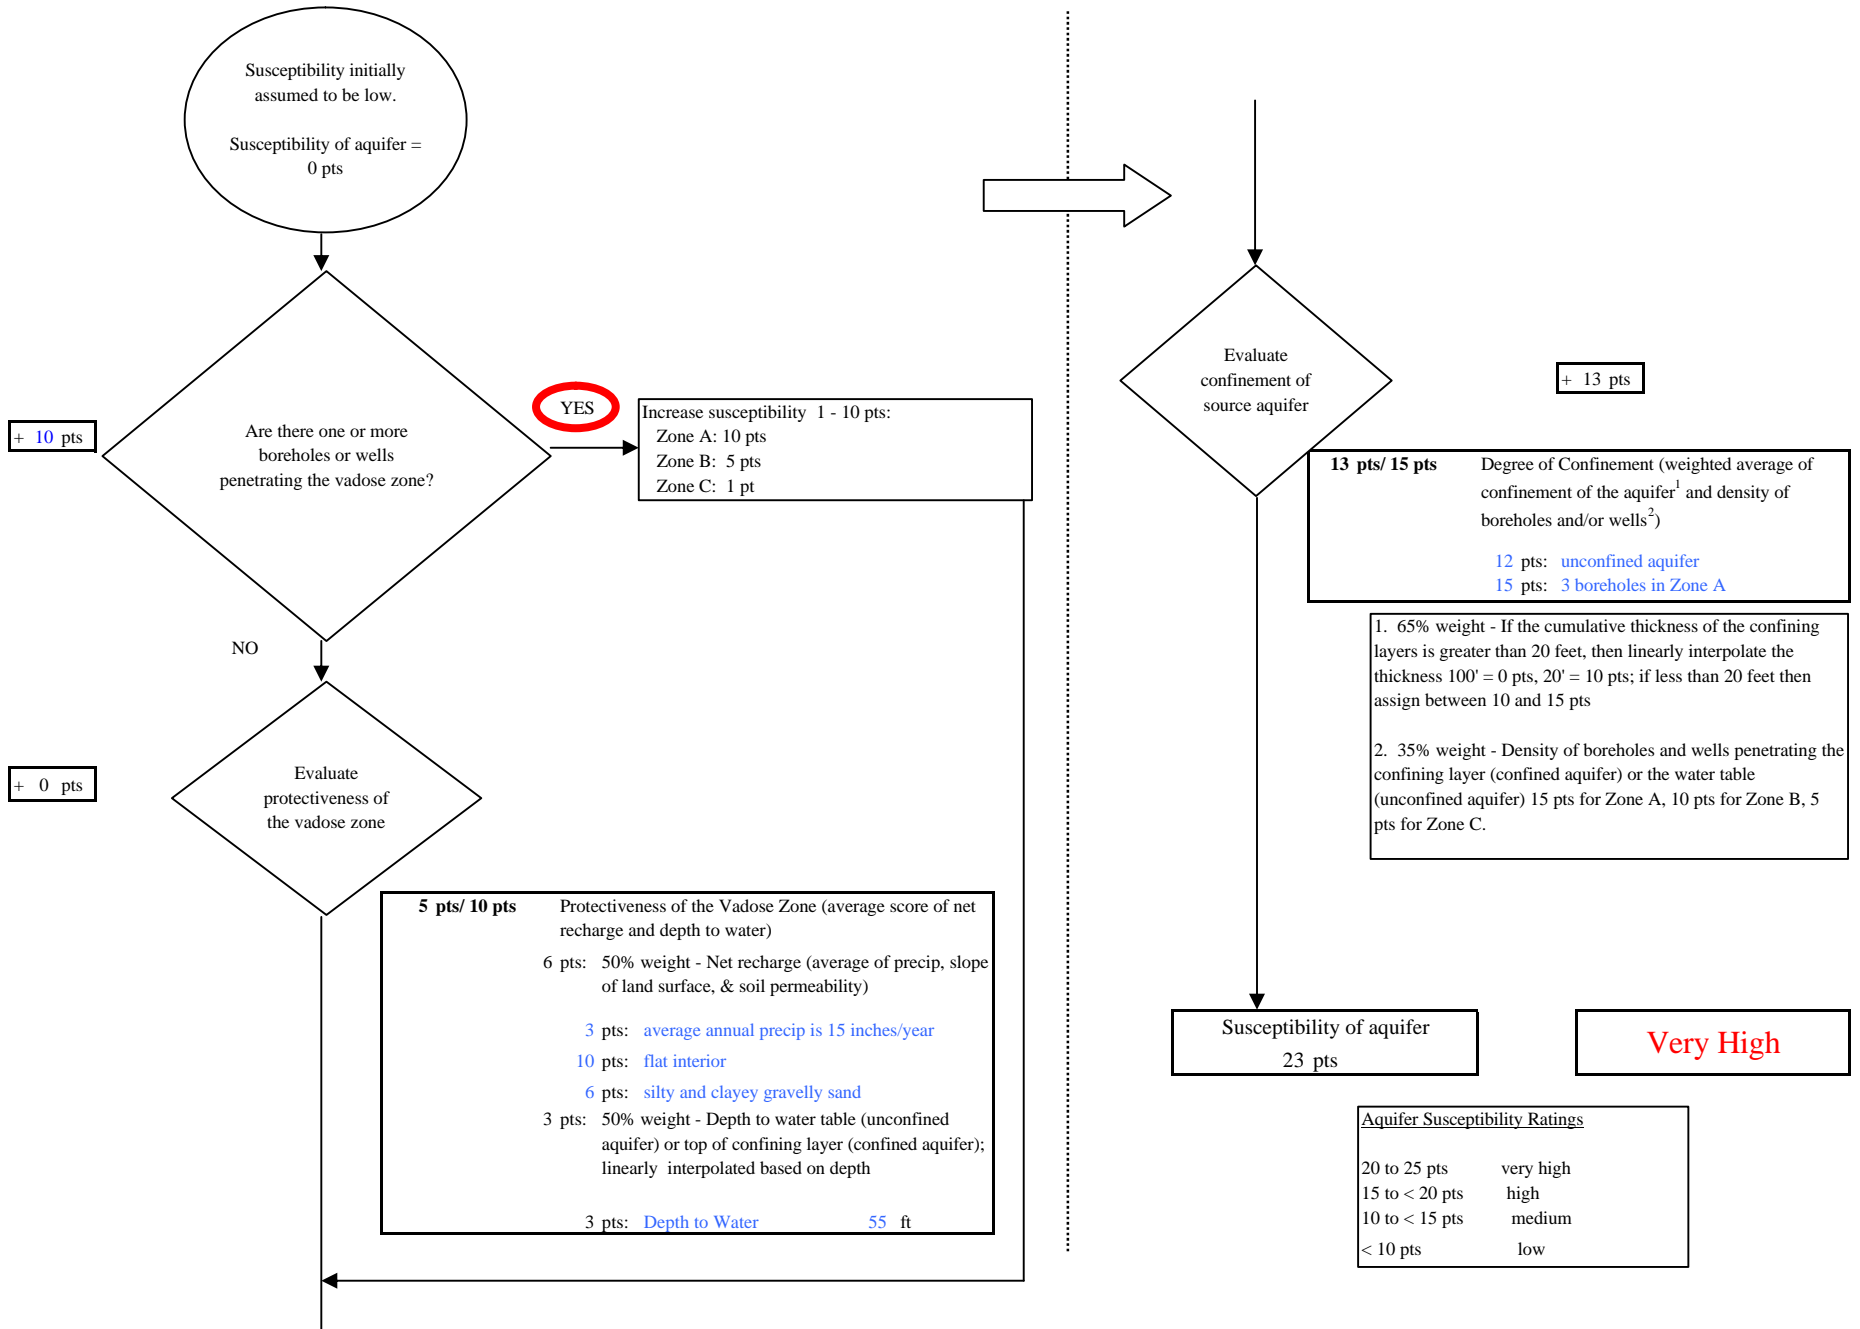 Susceptibility initially
assumed to be low.
Susceptibility of aquifer =
0 pts
+ 10 pts
Are there one or more
boreholes or wells
penetrating the vadose zone?
YES
Increase susceptibility 1 - 10 pts:
Zone A: 10 pts
Zone B: 5 pts
Zone C: 1 pt
NO
+ 0 pts
Evaluate
protectiveness of
the vadose zone
5 pts/ 10 pts Protectiveness of the Vadose Zone (average score of net
recharge and depth to water)
6 pts: 50% weight - Net recharge (average of precip, slope
of land surface, & soil permeability)
3 pts: average annual precip is 15 inches/year
10 pts: flat interior
6 pts: silty and clayey gravelly sand
3 pts: 50% weight - Depth to water table (unconfined
aquifer) or top of confining layer (confined aquifer);
linearly interpolated based on depth
3 pts: Depth to Water 55 ft
Evaluate
confinement of
source aquifer
+ 13 pts
13 pts/ 15 pts Degree of Confinement (weighted average of
confinement of the aquifer1 and density of
boreholes and/or wells2)
12 pts: unconfined aquifer
15 pts: 3 boreholes in Zone A
1. 65% weight - If the cumulative thickness of the confining
layers is greater than 20 feet, then linearly interpolate the
thickness 100' = 0 pts, 20' = 10 pts; if less than 20 feet then
assign between 10 and 15 pts
2. 35% weight - Density of boreholes and wells penetrating the
confining layer (confined aquifer) or the water table
(unconfined aquifer) 15 pts for Zone A, 10 pts for Zone B, 5
pts for Zone C.
Susceptibility of aquifer
23 pts
Very High
Aquifer Susceptibility Ratings
20 to 25 pts very high
15 to < 20 pts high
10 to < 15 pts medium
< 10 pts low